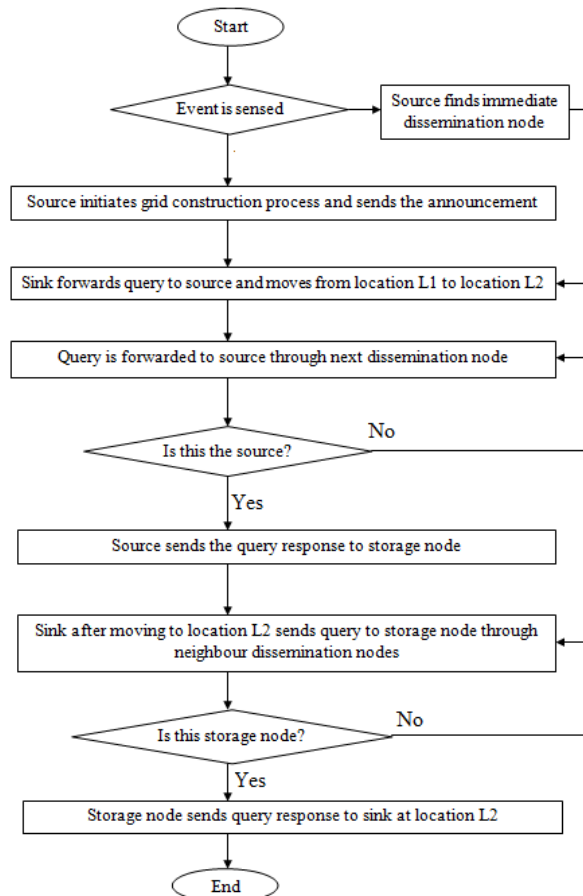 Start
Event is sensed
Source finds immediate
dissemination node
Source initiates grid construction process and sends the announcement
Sink forwards query to source and moves from location L1 to location L2
Query is forwarded to source through next dissemination node
Is this the source?
No
Yes
Source sends the query response to storage node
Sink after moving to location L2 sends query to storage node through
neighbour dissemination nodes
Is this storage node?
No
Yes
Storage node sends query response to sink at location L2
End